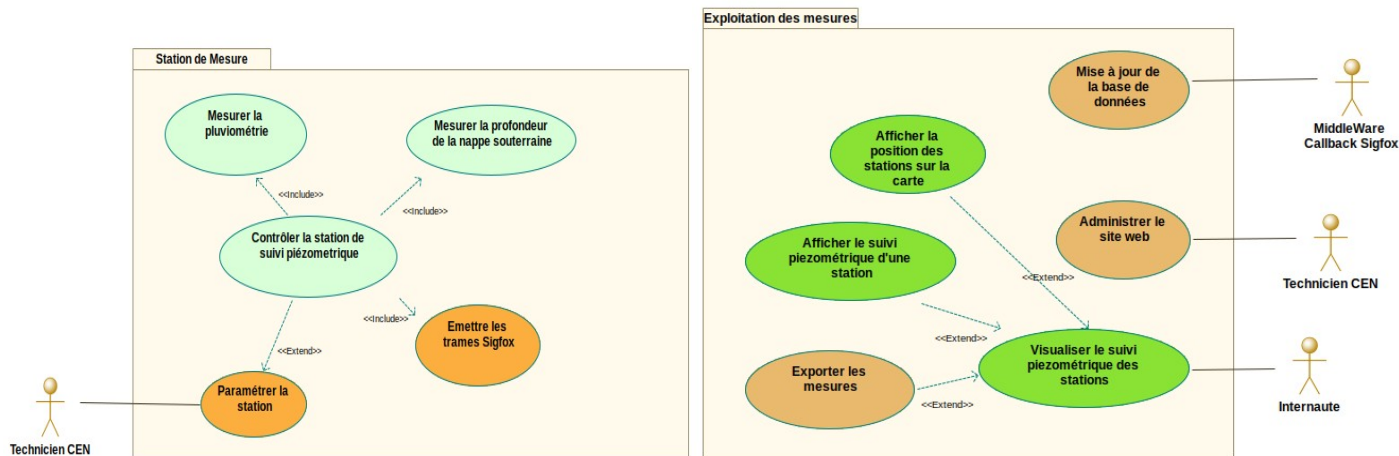 Station de Mesure
Mesurer la
pluviométrie
Mesurer la profondeur
de la nappe souterraine
<<Include>>
<<Include>>
Contrôler la station de
suivi piézometrique
<<Include>>
<<Extend>>
Emettre les
trames Sigfox
Paramétrer la
station
Technicien CEN
Exploitation des mesures
Mise à jour de
la base de
données
MiddleWare
Callback Sigfox
Afficher la
position des
stations sur la
carte
Administrer le
site web
Technicien CEN
Afficher le suivi
piezométrique d'une
station
<<Extend>>
<<Extend>>
Visualiser le suivi
piezométrique des
stations
Exporter les
mesures
<<Extend>>
Internaute